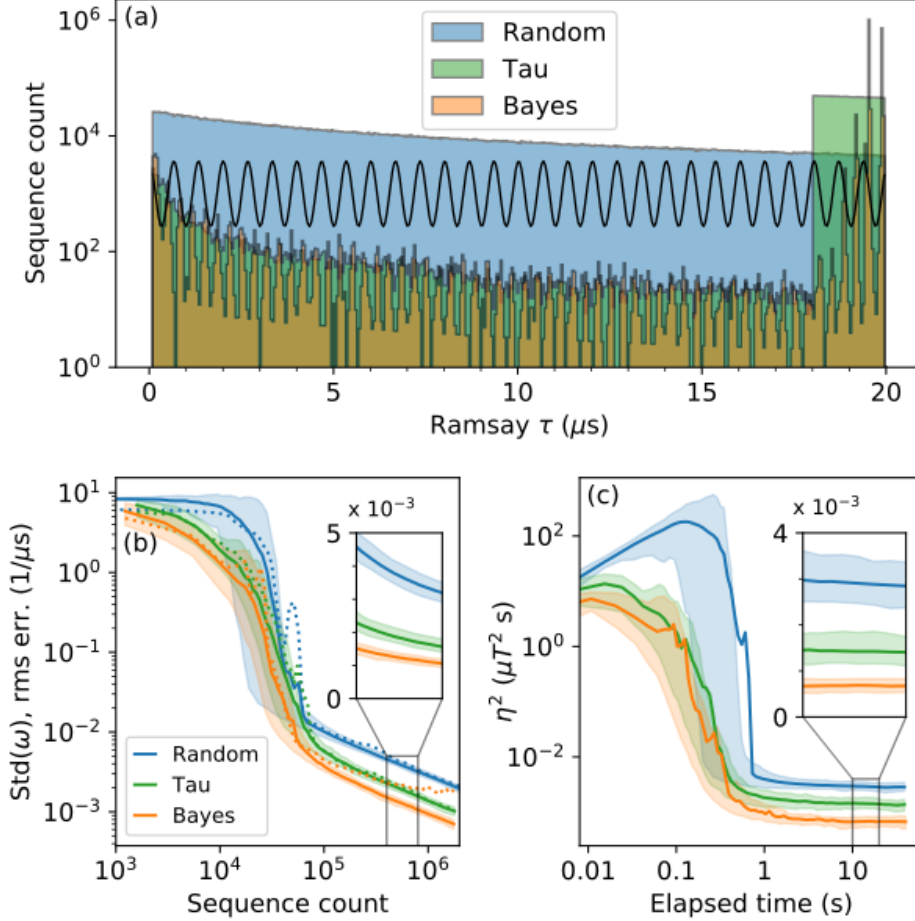 (a)
Random
Tau
Bayes
Sequence count
10⁶
10⁴
10²
10⁰
0
5
10
15
20
Ramsay τ (μs)
(b)
Std(ω), rms err. (1/μs)
10¹
10⁰
10⁻¹
10⁻²
10⁻³
x 10⁻³
5
0
Random
Tau
Bayes
10³
10⁴
10⁵
10⁶
Sequence count
(c)
η² (μT² s)
10²
10⁰
10⁻²
x 10⁻³
4
0
0.01
0.1
1
10
Elapsed time (s)